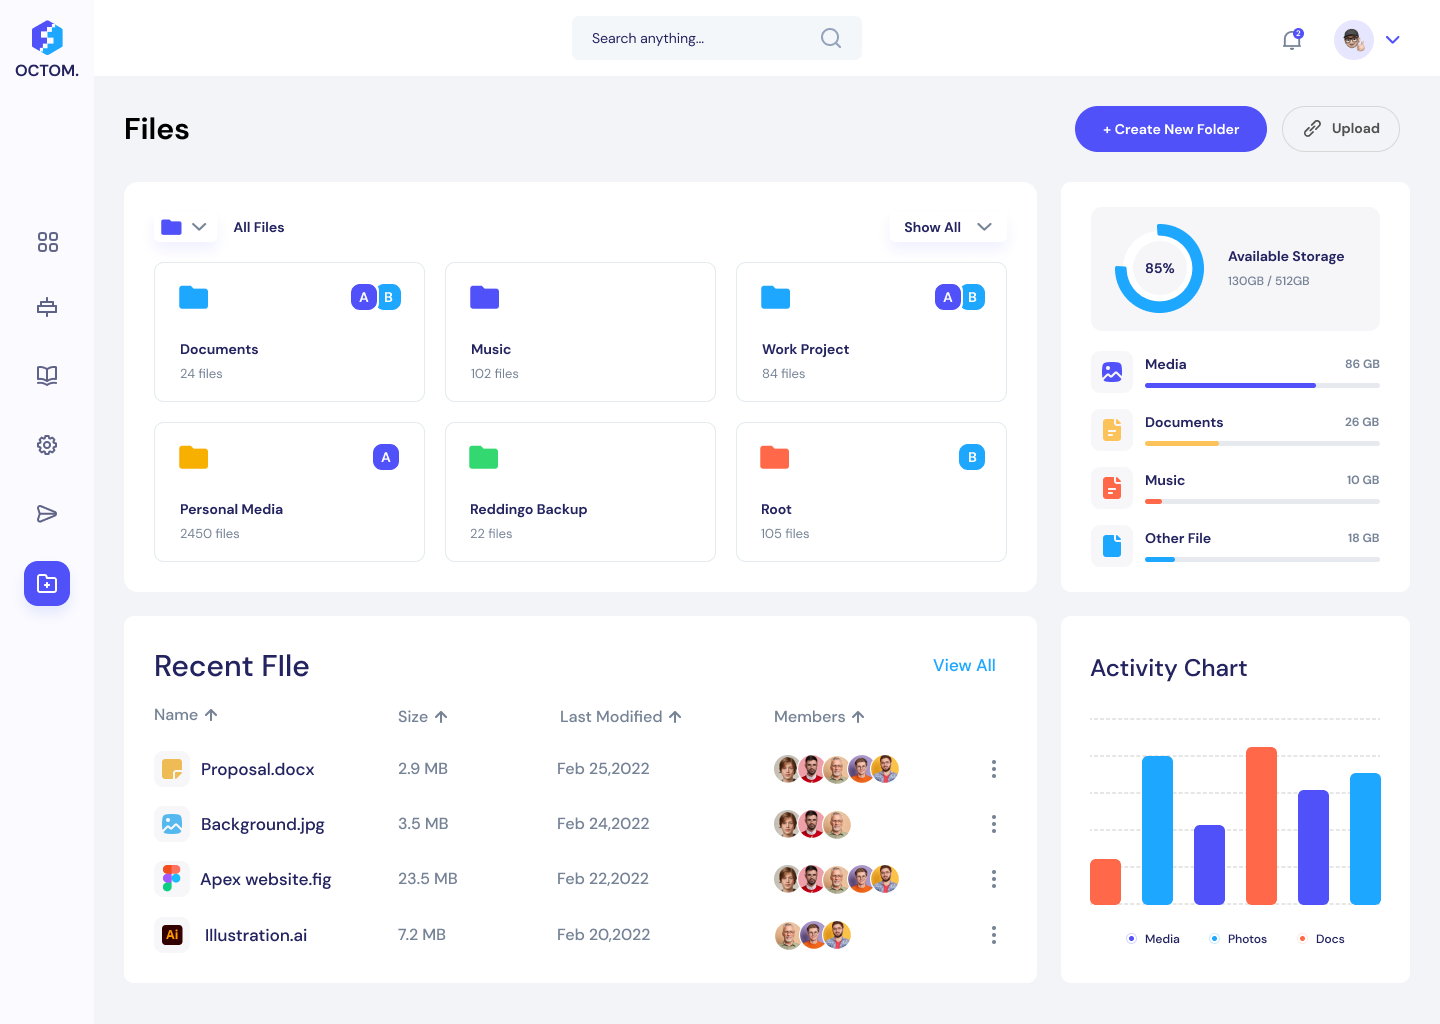 OCTOM.
Search anything...
2
Files
+ Create New Folder
Upload
All Files
Show All
A B
Documents
24 files
Music
102 files
A B
Work Project
84 files
A
Personal Media
2450 files
Reddingo Backup
22 files
B
Root
105 files
85%
Available Storage
130GB / 512GB
Media 86 GB
Documents 26 GB
Music 10 GB
Other File 18 GB
Recent FIle
View All
Name Size Last Modified Members
Proposal.docx 2.9 MB Feb 25,2022
Background.jpg 3.5 MB Feb 24,2022
Apex website.fig 23.5 MB Feb 22,2022
Ai Illustration.ai 7.2 MB Feb 20,2022
Activity Chart
Media Photos Docs